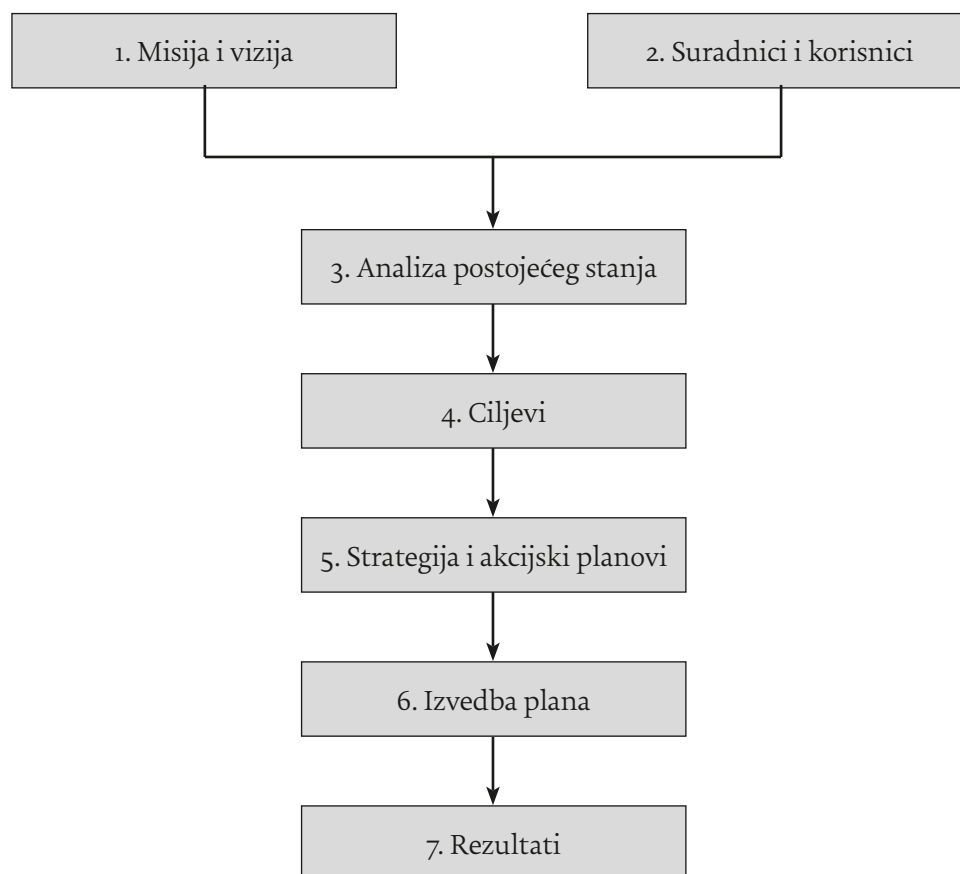 1. Misija i vizija
2. Suradnici i korisnici
3. Analiza postojećeg stanja
4. Ciljevi
5. Strategija i akcijski planovi
6. Izvedba plana
7. Rezultati